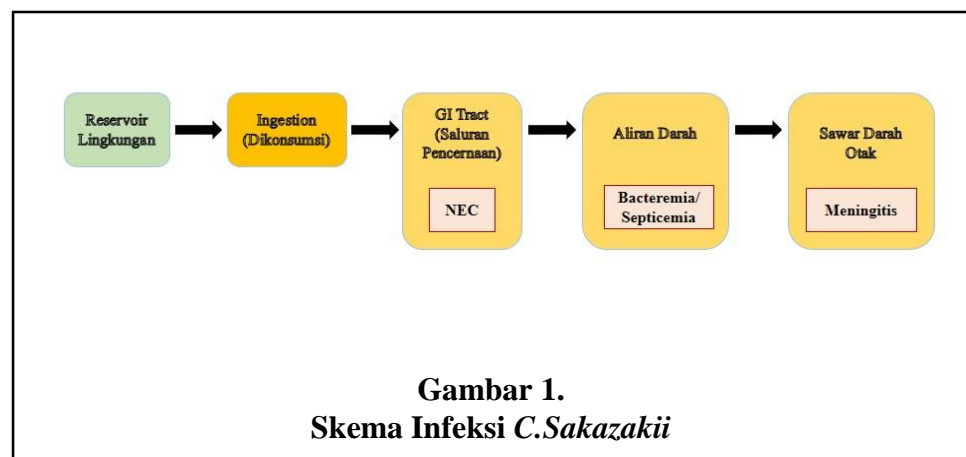 Reservoir
Lingkungan
Ingestion
(Dikonsumsi)
GI Tract
(Saluran
Pencernaan)
NEC
Aliran Darah
Bacteremia/
Septicemia
Sawar Darah
Otak
Meningitis
Gambar 1.
Skema Infeksi C.Sakazakii